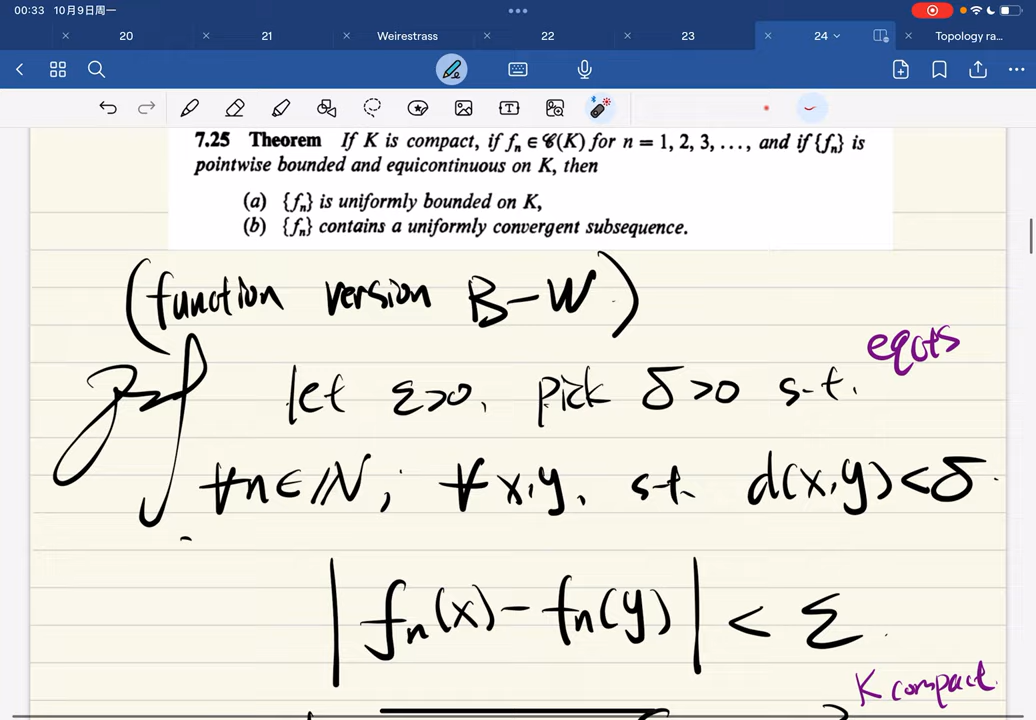 00:33 10月9日周一
20 21 Weirestrass 22 23 24 Topology ra...
7.25 Theorem If K is compact, if fₙ ∈ 𝒞(K) for n = 1, 2, 3, ..., and if {fₙ} is
pointwise bounded and equicontinuous on K, then
(a) {fₙ} is uniformly bounded on K,
(b) {fₙ} contains a uniformly convergent subsequence.
(function version B-W)
eqcts
let ε>0, pick δ>0 s.t.
∀n∈ℕ, ∀x,y, s.t. d(x,y)<δ.
|fₙ(x)-fₙ(y)| < ε.
K compact.